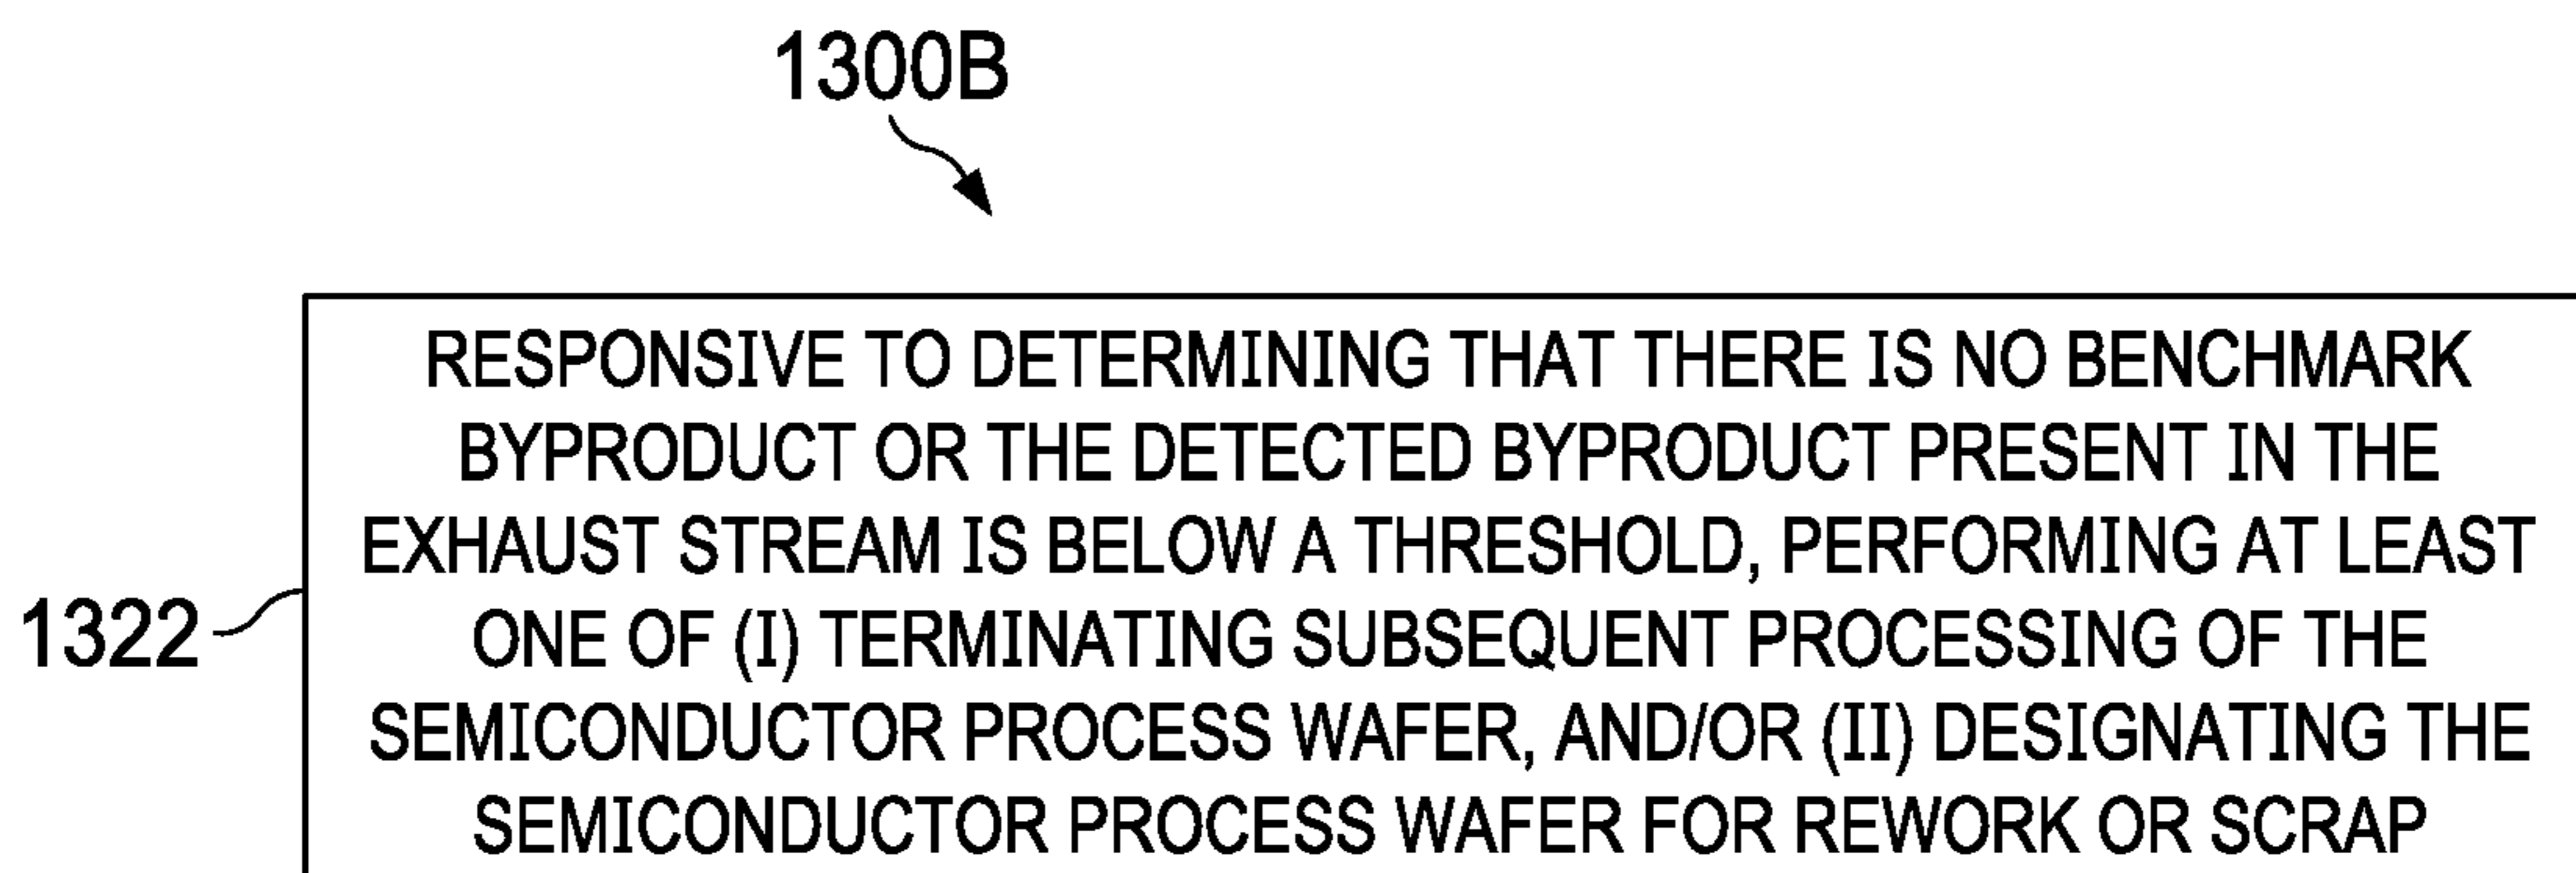 1300B
RESPONSIVE TO DETERMINING THAT THERE IS NO BENCHMARK
BYPRODUCT OR THE DETECTED BYPRODUCT PRESENT IN THE
EXHAUST STREAM IS BELOW A THRESHOLD, PERFORMING AT LEAST
1322
ONE OF (I) TERMINATING SUBSEQUENT PROCESSING OF THE
SEMICONDUCTOR PROCESS WAFER, AND/OR (II) DESIGNATING THE
SEMICONDUCTOR PROCESS WAFER FOR REWORK OR SCRAP